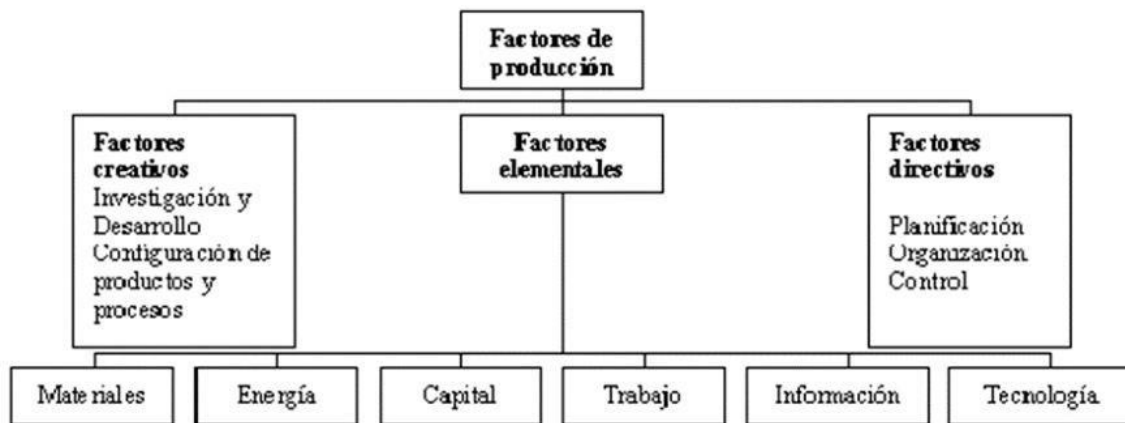 Factores de
producción
Factores
creativos
Investigación y
Desarrollo
Configuración de
productos y
procesos
Factores
elementales
Factores
directivos
Planificación
Organización
Control
Materiales
Energía
Capital
Trabajo
Información
Tecnología